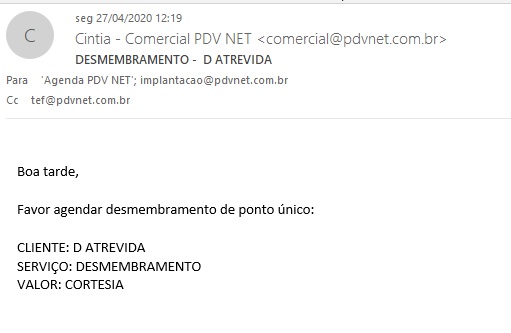 seg 27/04/2020 12:19
C
Cintia - Comercial PDV NET <comercial@pdvnet.com.br>
DESMEMBRAMENTO - D ATREVIDA
Para 'Agenda PDV NET'; implantacao@pdvnet.com.br
Cc tef@pdvnet.com.br
Boa tarde,
Favor agendar desmembramento de ponto único:
CLIENTE: D ATREVIDA
SERVIÇO: DESMEMBRAMENTO
VALOR: CORTESIA